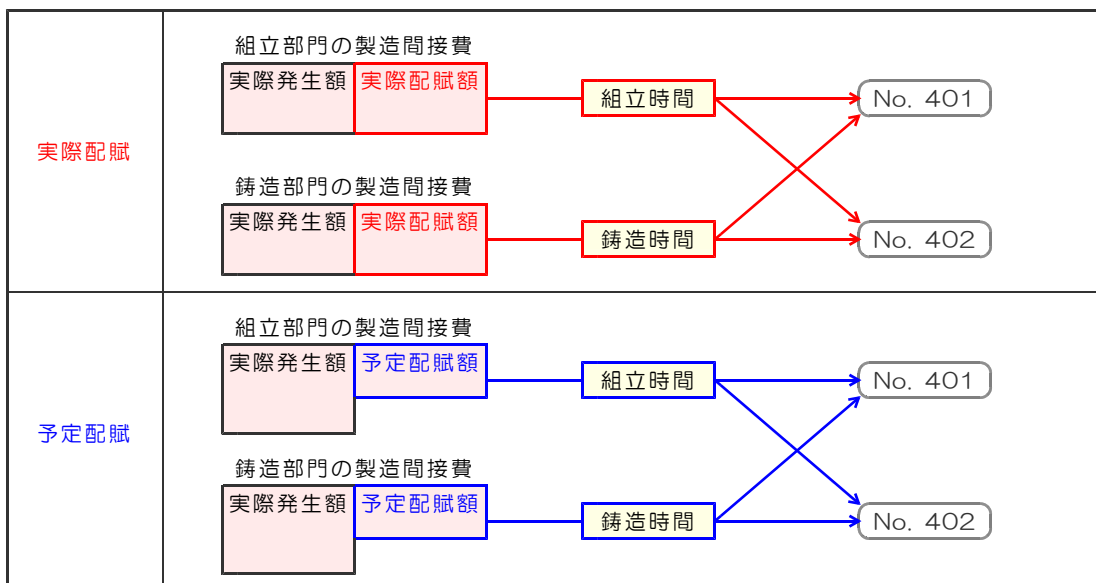 実際配賦
組立部門の製造間接費
実際発生額 実際配賦額
組立時間
No. 401
鋳造部門の製造間接費
実際発生額 実際配賦額
鋳造時間
No. 402
予定配賦
組立部門の製造間接費
実際発生額 予定配賦額
組立時間
No. 401
鋳造部門の製造間接費
実際発生額 予定配賦額
鋳造時間
No. 402